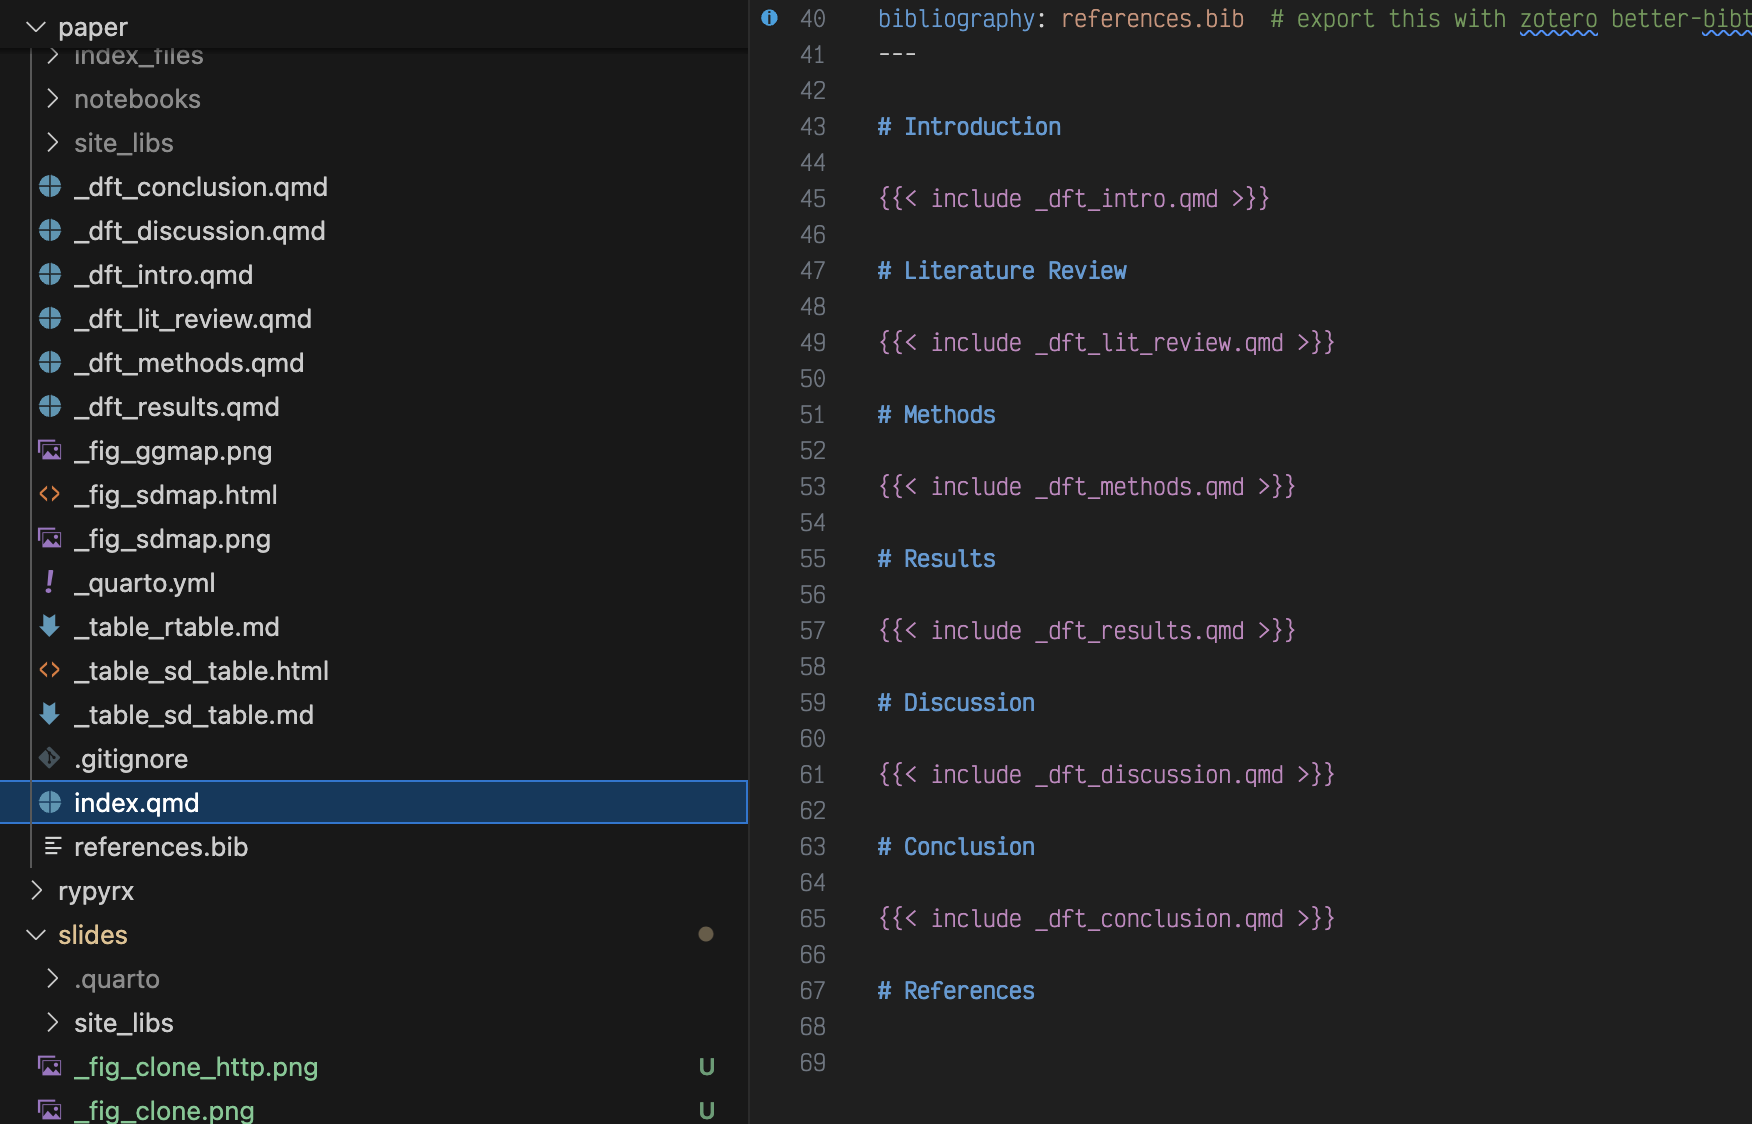 paper
index_files
notebooks
site_libs
_dft_conclusion.qmd
_dft_discussion.qmd
_dft_intro.qmd
_dft_lit_review.qmd
_dft_methods.qmd
_dft_results.qmd
_fig_ggmap.png
_fig_sdmap.html
_fig_sdmap.png
_quarto.yml
_table_rtable.md
_table_sd_table.html
_table_sd_table.md
.gitignore
index.qmd
references.bib
rypyrx
slides
.quarto
site_libs
_fig_clone_http.png U
_fig_clone.png U
40 bibliography: references.bib  # export this with zotero better-bibt
41 ---
42
43 # Introduction
44
45 {{< include _dft_intro.qmd >}}
46
47 # Literature Review
48
49 {{< include _dft_lit_review.qmd >}}
50
51 # Methods
52
53 {{< include _dft_methods.qmd >}}
54
55 # Results
56
57 {{< include _dft_results.qmd >}}
58
59 # Discussion
60
61 {{< include _dft_discussion.qmd >}}
62
63 # Conclusion
64
65 {{< include _dft_conclusion.qmd >}}
66
67 # References
68
69